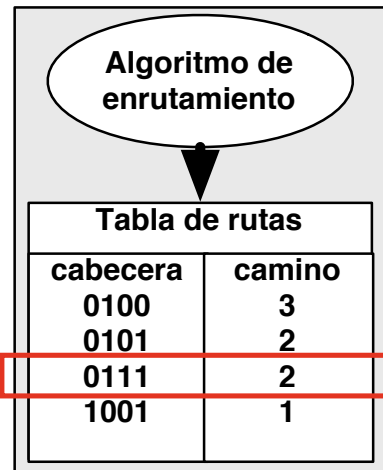 Algoritmo de
enrutamiento
Tabla de rutas
cabecera camino
0100 3
0101 2
0111 2
1001 1